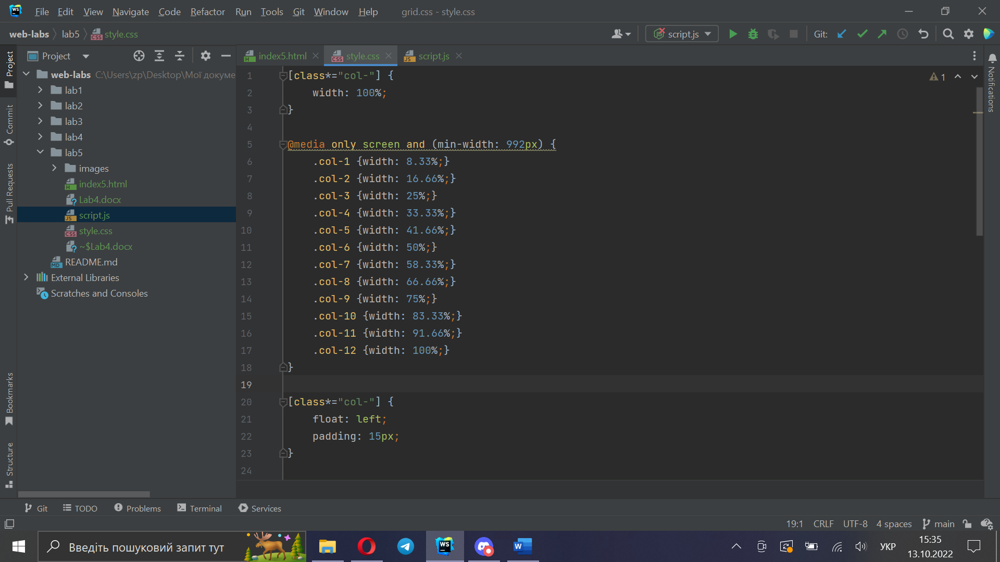 WS File Edit View Navigate Code Refactor Run Tools Git Window Help grid.css - style.css
web-labs lab5 style.css script.js Git:
Project
index5.html style.css script.js
web-labs C:\Users\zp\Desktop\Мої докуме
lab1
lab2
lab3
lab4
lab5
images
index5.html
Lab4.docx
script.js
style.css
~$Lab4.docx
README.md
External Libraries
Scratches and Consoles
Project
Commit
Pull Requests
Bookmarks
Structure
Notifications
1
1 [class*="col-"] {
2 width: 100%;
3 }
4
5 @media only screen and (min-width: 992px) {
6 .col-1 {width: 8.33%;}
7 .col-2 {width: 16.66%;}
8 .col-3 {width: 25%;}
9 .col-4 {width: 33.33%;}
10 .col-5 {width: 41.66%;}
11 .col-6 {width: 50%;}
12 .col-7 {width: 58.33%;}
13 .col-8 {width: 66.66%;}
14 .col-9 {width: 75%;}
15 .col-10 {width: 83.33%;}
16 .col-11 {width: 91.66%;}
17 .col-12 {width: 100%;}
18 }
19
20 [class*="col-"] {
21 float: left;
22 padding: 15px;
23 }
24
Git TODO Problems Terminal Services
19:1 CRLF UTF-8 4 spaces main
Введіть пошуковий запит тут
WS
W
УКР
15:35
13.10.2022